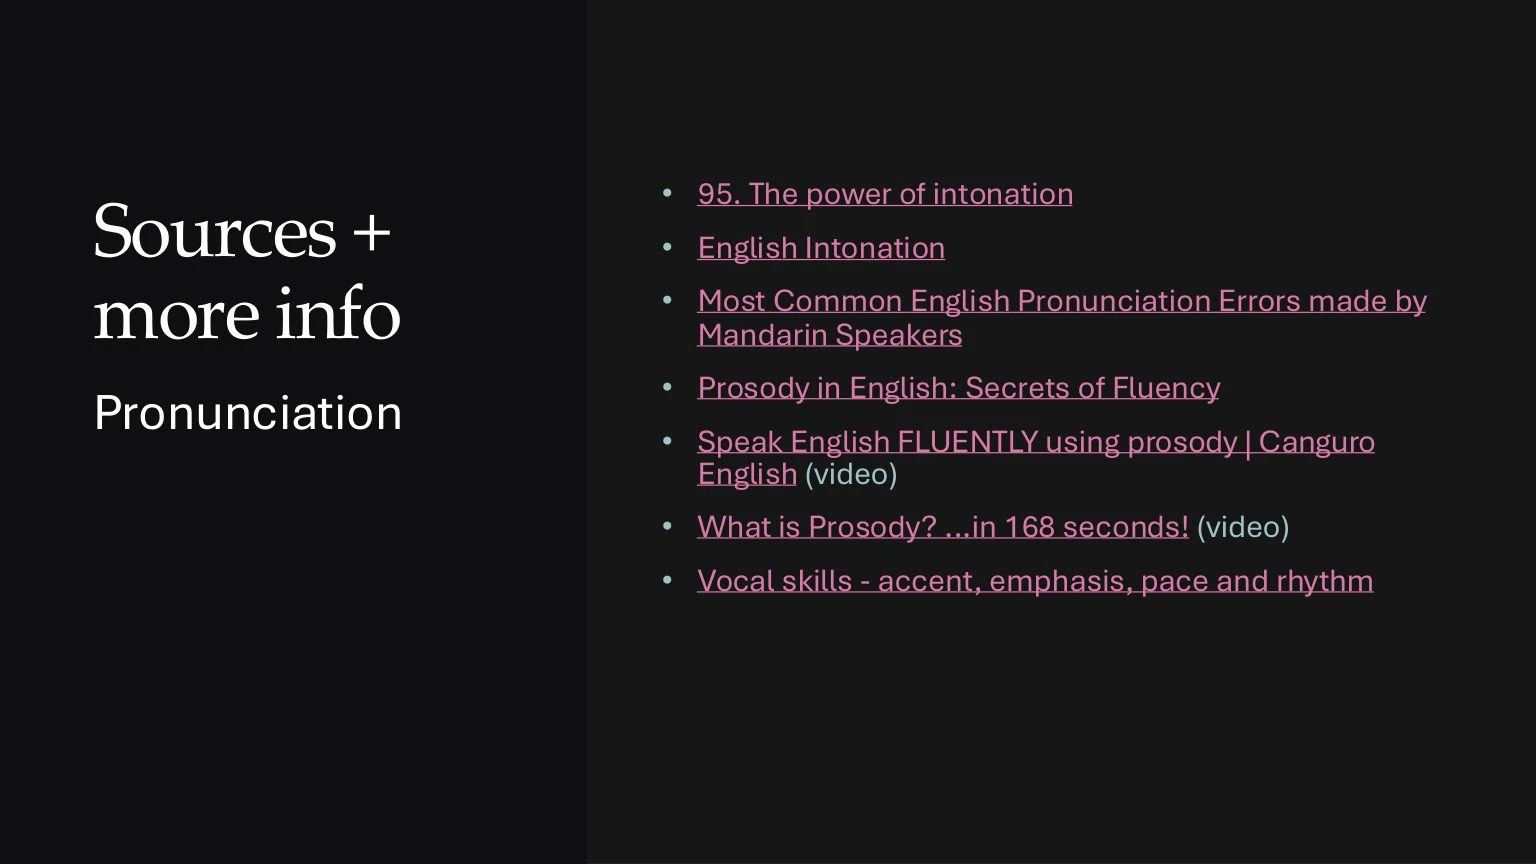 Sources +
more info
Pronunciation
• 95. The power of intonation
• English Intonation
• Most Common English Pronunciation Errors made by
Mandarin Speakers
• Prosody in English: Secrets of Fluency
• Speak English FLUENTLY using prosody | Canguro
English (video)
• What is Prosody? ...in 168 seconds! (video)
• Vocal skills - accent, emphasis, pace and rhythm